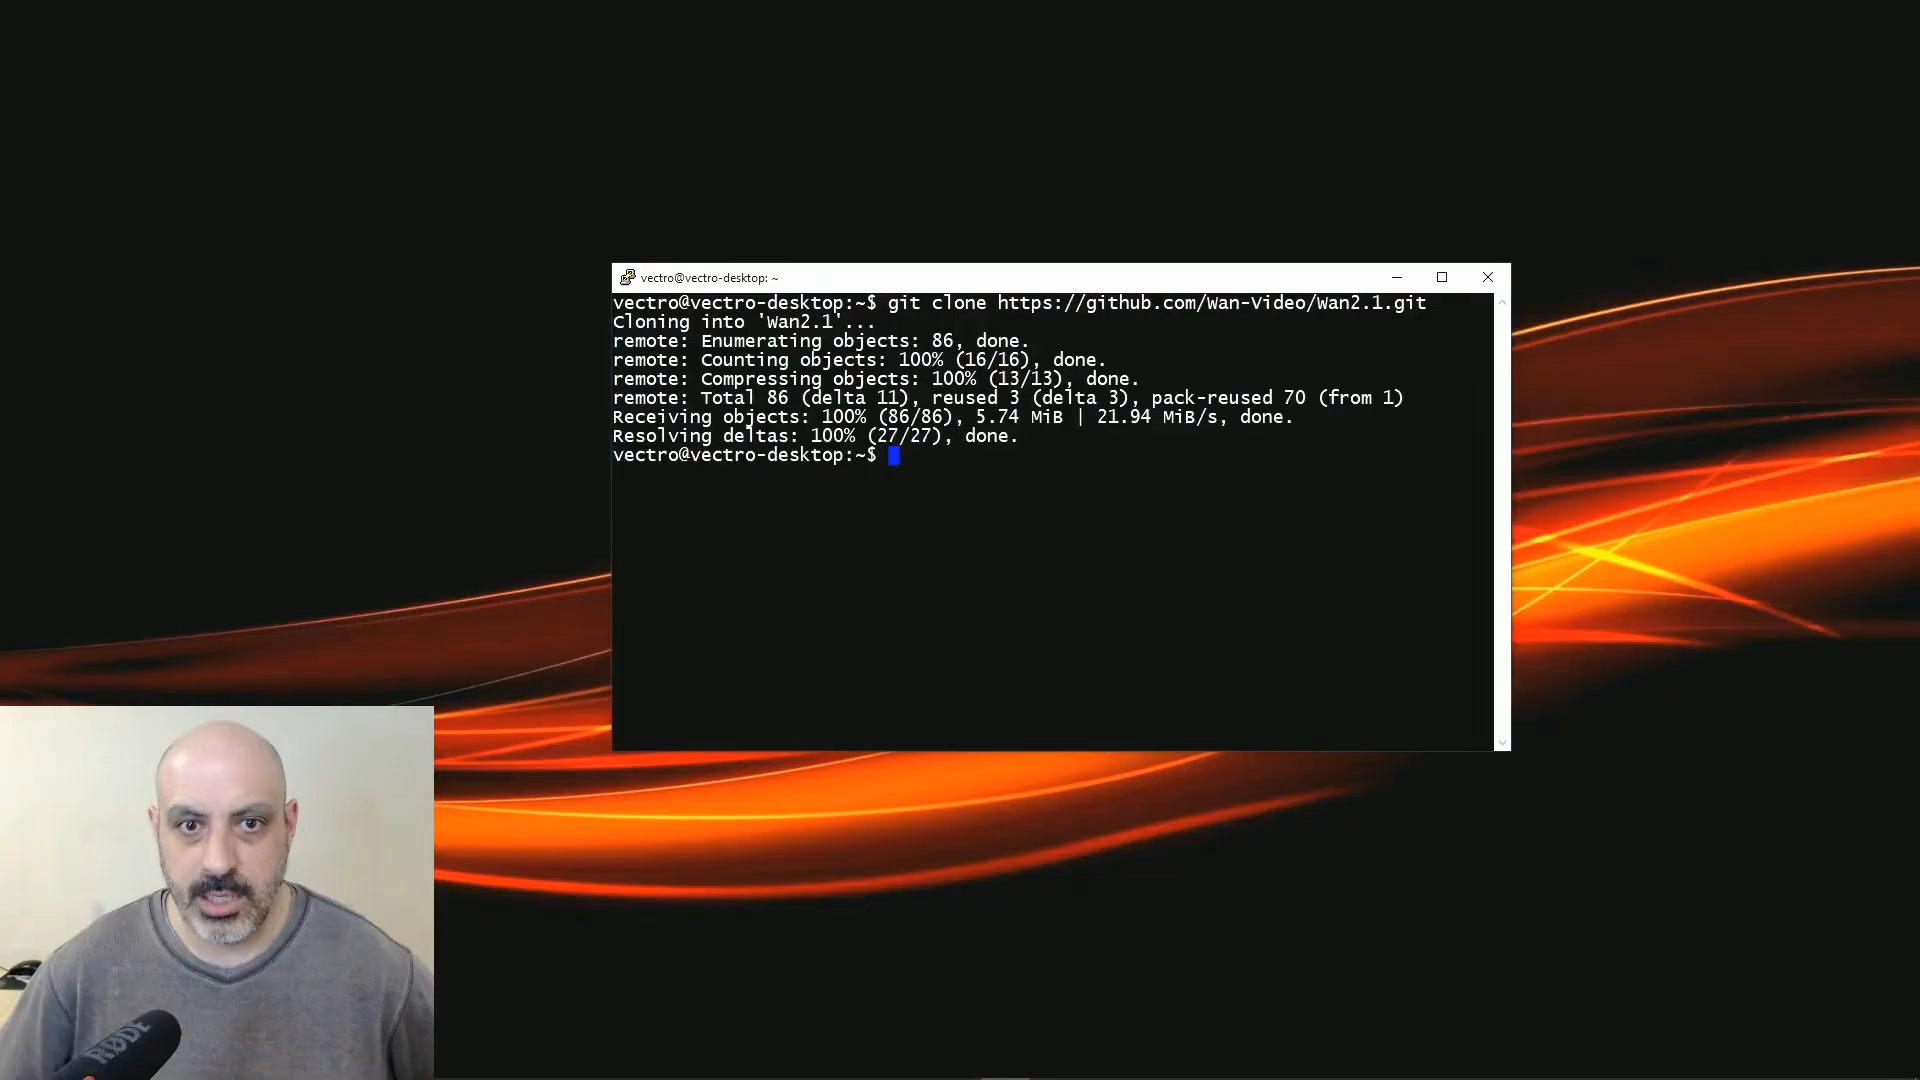 vectro@vectro-desktop: ~
vectro@vectro-desktop:~$ git clone https://github.com/Wan-Video/Wan2.1.git
Cloning into 'Wan2.1'...
remote: Enumerating objects: 86, done.
remote: Counting objects: 100% (16/16), done.
remote: Compressing objects: 100% (13/13), done.
remote: Total 86 (delta 11), reused 3 (delta 3), pack-reused 70 (from 1)
Receiving objects: 100% (86/86), 5.74 MiB | 21.94 MiB/s, done.
Resolving deltas: 100% (27/27), done.
vectro@vectro-desktop:~$
RØDE